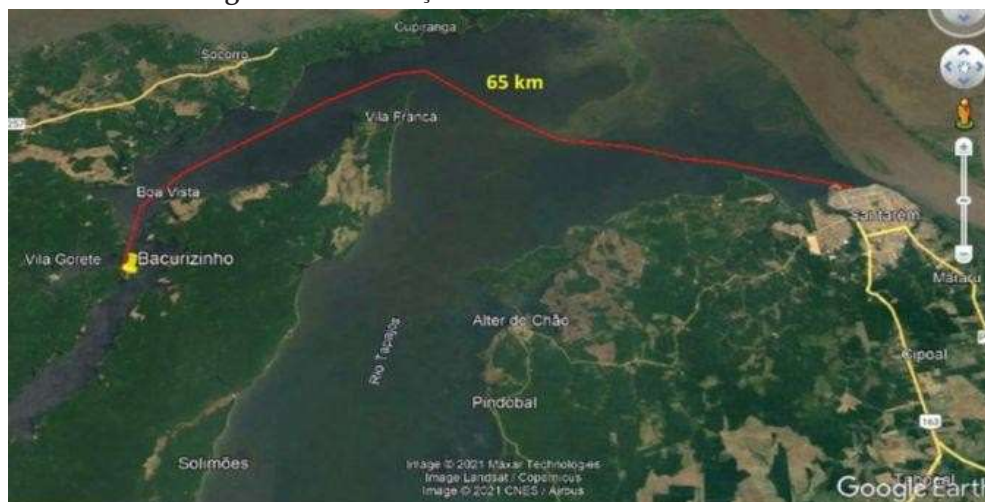 Cupiranga
Socorro
65 km
257
Vila Franca
Boa Vista
Santarém
Vila Gorete
Bacurizinho
Alter do Chão
Rio Tapajós
Cipoal
Pindobal
163
Solimões
Image © 2021 Maxar Technologies
Image Landsat / Copernicus
Image © 2021 CNES / Airbus
Google Earth